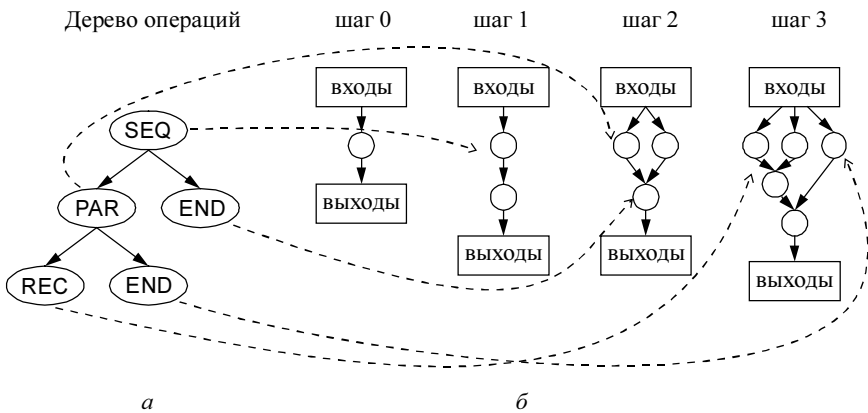 Дерево операций шаг 0 шаг 1 шаг 2 шаг 3
входы входы входы входы
SEQ
PAR END
выходы
выходы выходы
REC END
выходы
а б